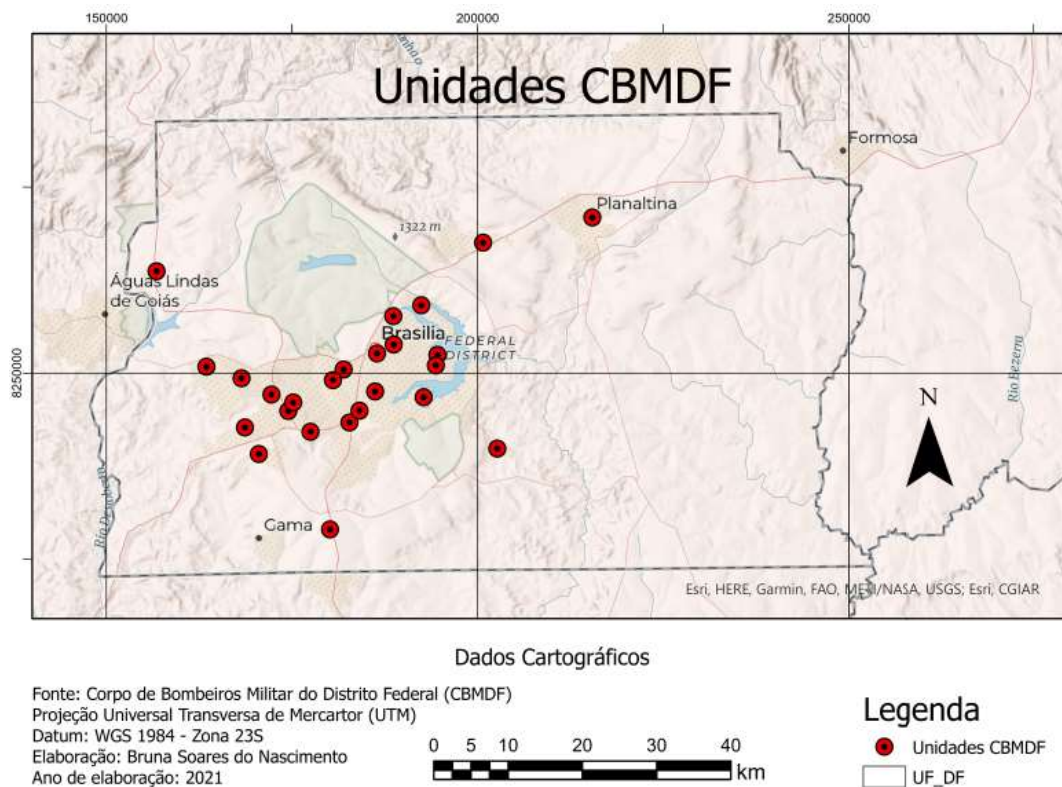 150000 200000 250000
Unidades CBMDF
Formosa
Planaltina
1322 m
Águas Lindas
de Goiás
Brasilia
FEDERAL
DISTRICT
8250000
Rio Bezerra
Gama
Esri, HERE, Garmin, FAO, METI/NASA, USGS; Esri, CGIAR
N
Dados Cartográficos
Fonte: Corpo de Bombeiros Militar do Distrito Federal (CBMDF)
Projeção Universal Transversa de Mercartor (UTM)
Datum: WGS 1984 - Zona 23S
Elaboração: Bruna Soares do Nascimento
Ano de elaboração: 2021
0 5 10 20 30 40
km
Legenda
Unidades CBMDF
UF_DF